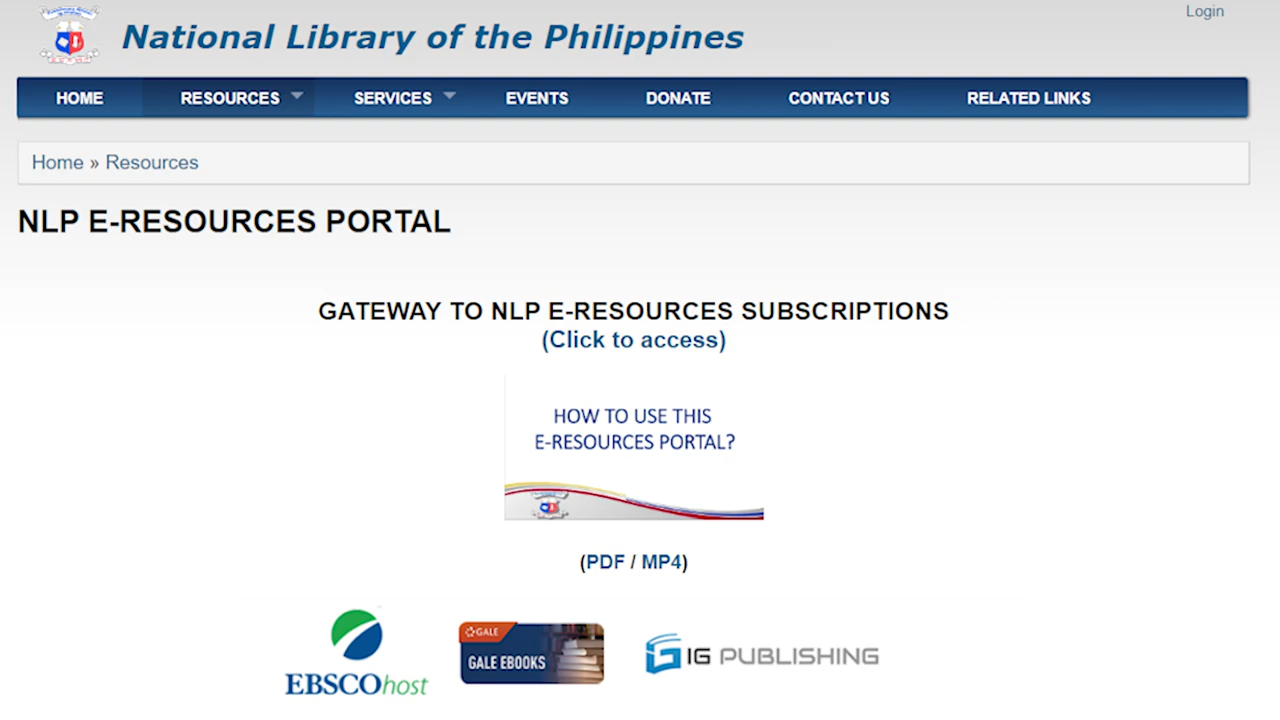 Login
National Library of the Philippines
HOME RESOURCES SERVICES EVENTS DONATE CONTACT US RELATED LINKS
Home » Resources
NLP E-RESOURCES PORTAL
GATEWAY TO NLP E-RESOURCES SUBSCRIPTIONS
(Click to access)
HOW TO USE THIS
E-RESOURCES PORTAL?
(PDF / MP4)
GALE
GALE EBOOKS
IG PUBLISHING
EBSCOhost